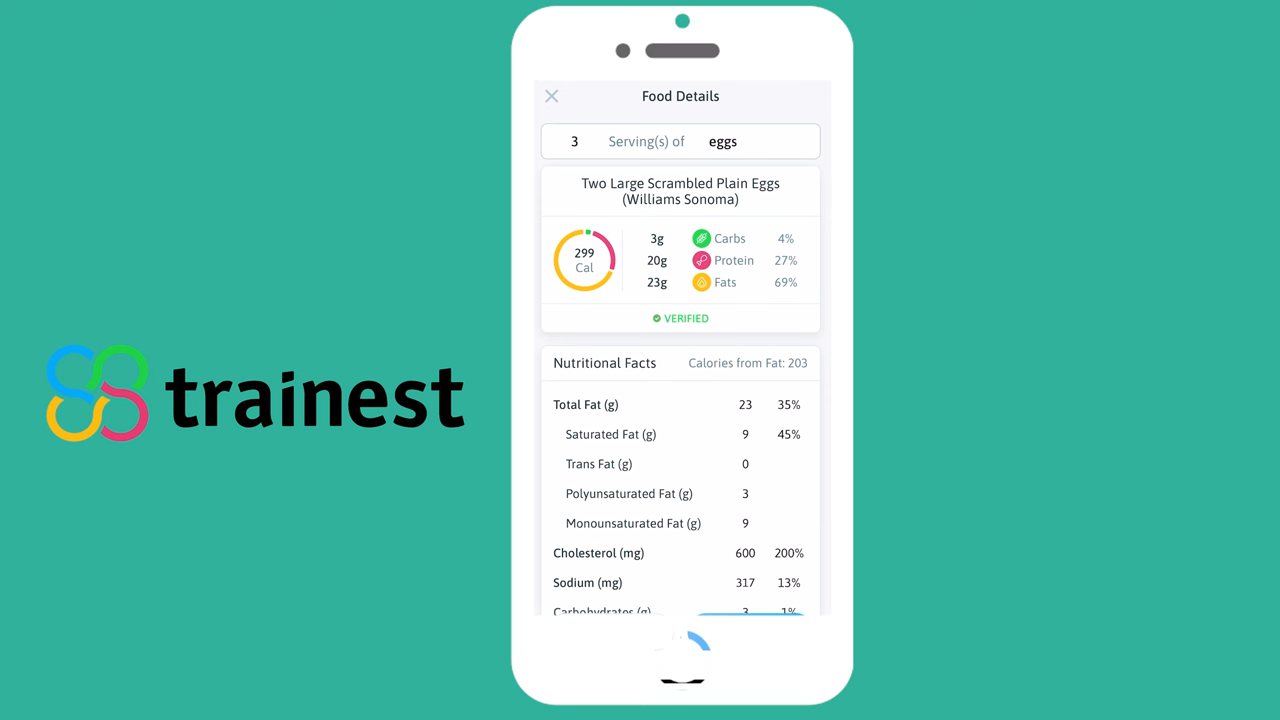 Food Details
3 Serving(s) of eggs
Two Large Scrambled Plain Eggs
(Williams Sonoma)
299
Cal
3g Carbs 4%
20g Protein 27%
23g Fats 69%
VERIFIED
Nutritional Facts Calories from Fat: 203
Total Fat (g) 23 35%
Saturated Fat (g) 9 45%
Trans Fat (g) 0
Polyunsaturated Fat (g) 3
Monounsaturated Fat (g) 9
Cholesterol (mg) 600 200%
Sodium (mg) 317 13%
Carbohydrates (g) 3 1%
trainest